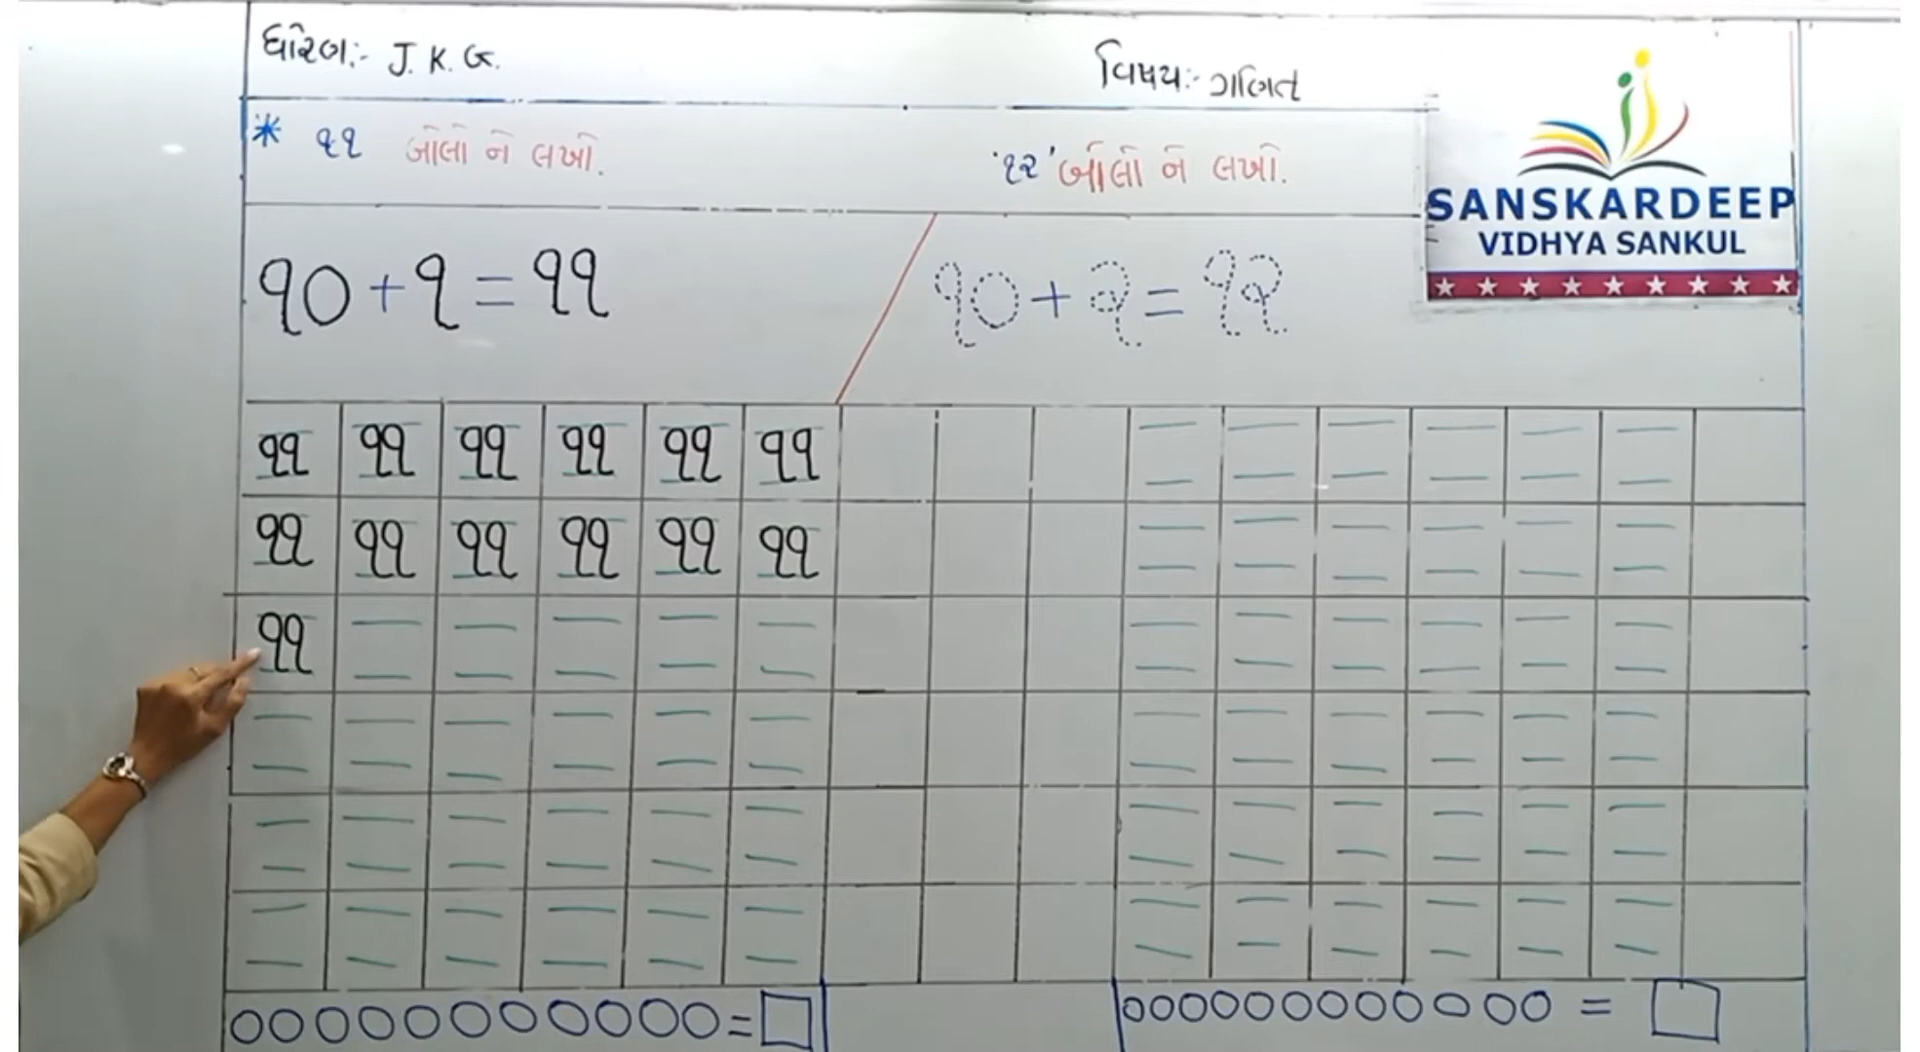 ધોરણ:- J. K. G.
વિષય:- ગણિત
* ૧૧ બોલો ને લખો.
'૧૨' બોલો ને લખો.
SANSKARDEEP
VIDHYA SANKUL
૧૦ + ૧ = ૧૧
૧૦ + ૨ = ૧૨
૧૧ ૧૧ ૧૧ ૧૧ ૧૧ ૧૧
૧૧ ૧૧ ૧૧ ૧૧ ૧૧ ૧૧
૧૧
=
=